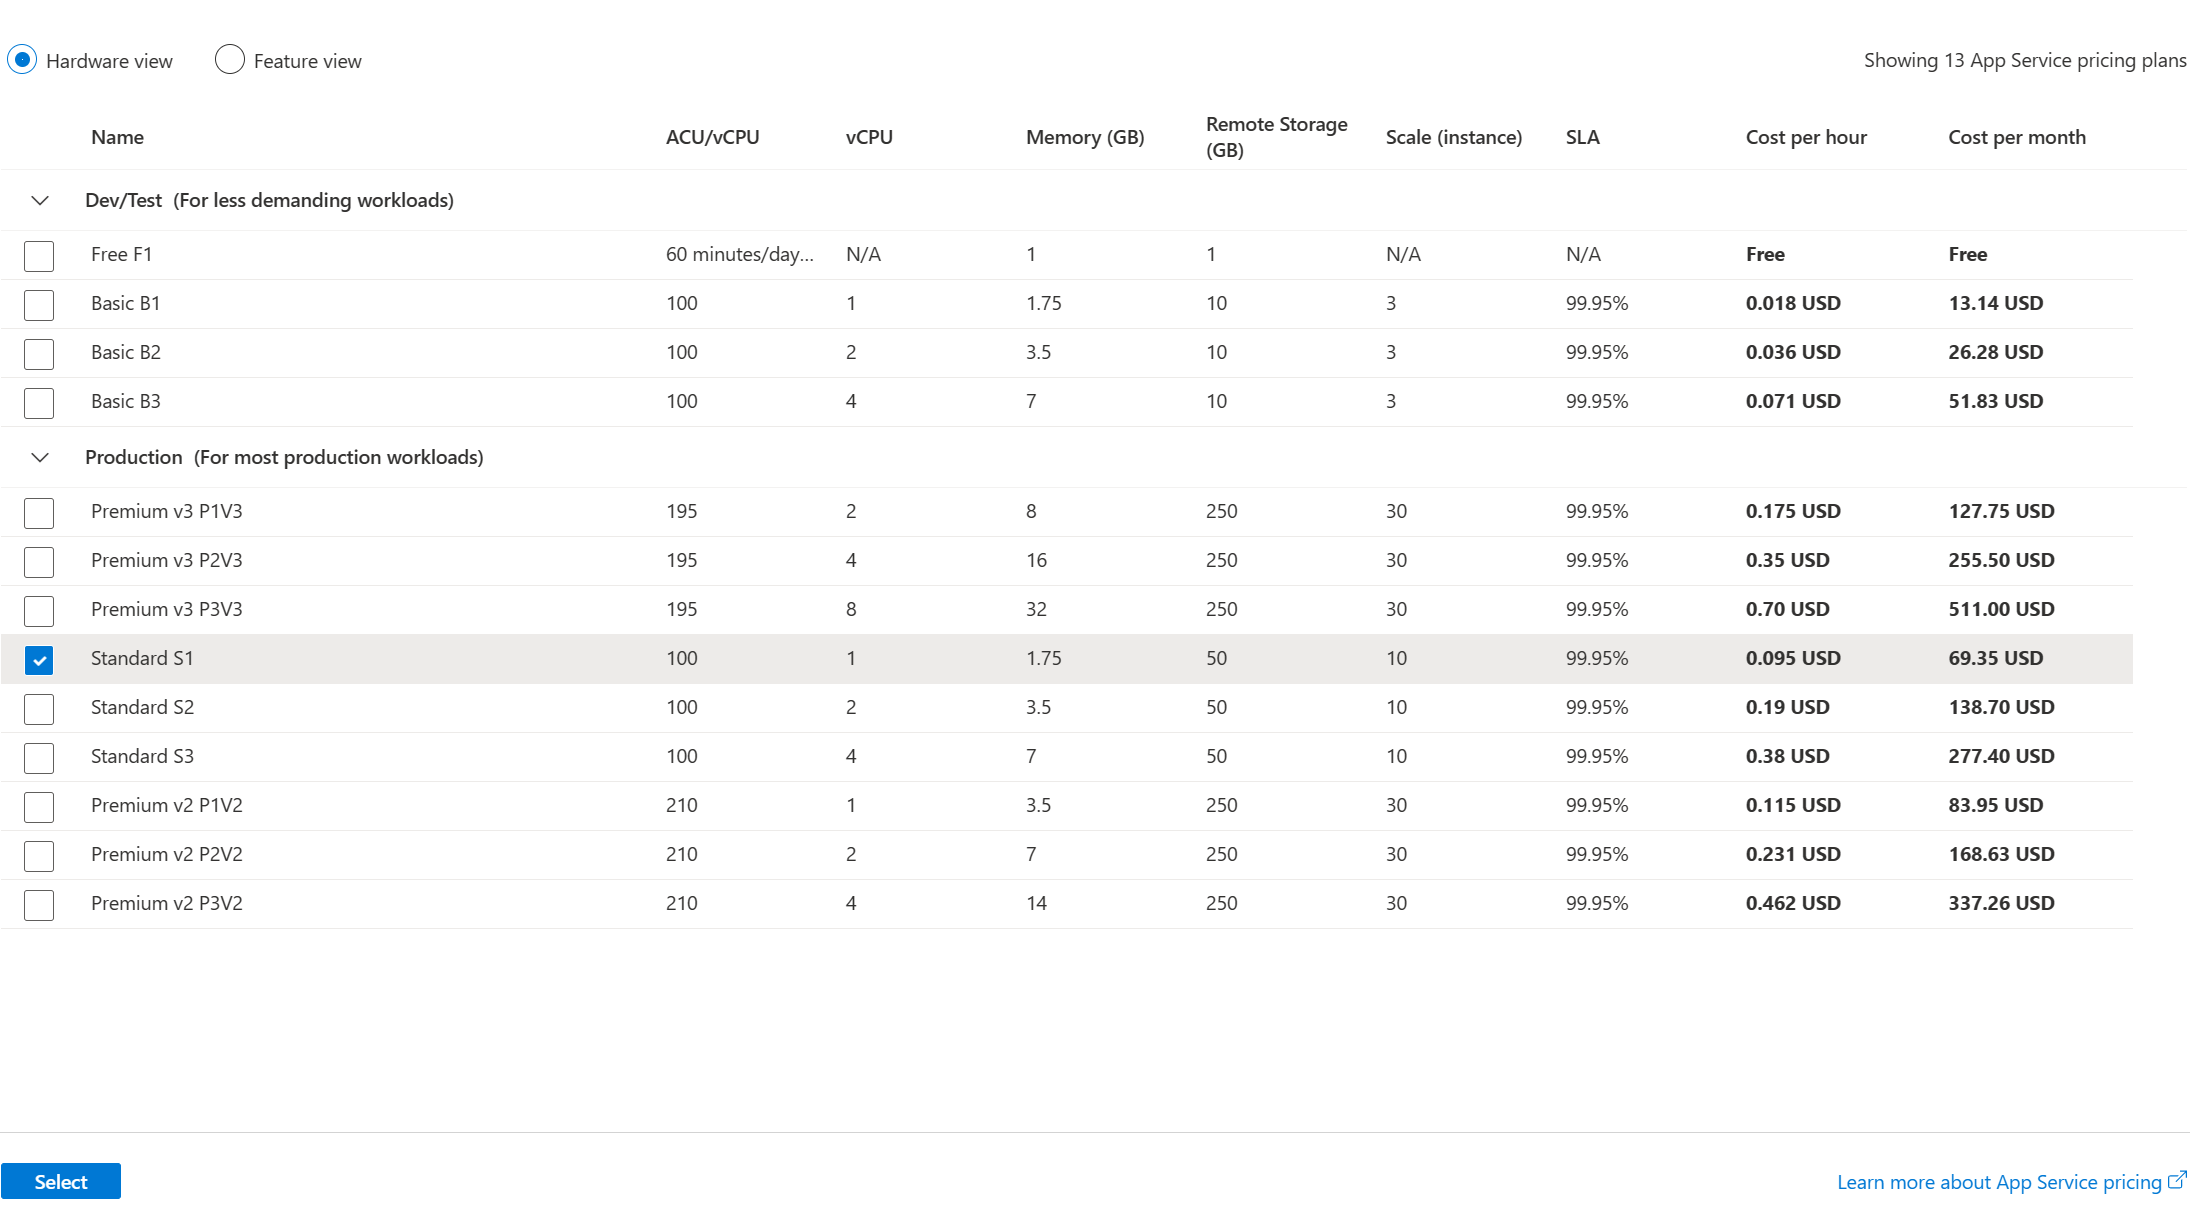 Hardware view Feature view Showing 13 App Service pricing plans
Name ACU/vCPU vCPU Memory (GB) Remote Storage (GB) Scale (instance) SLA Cost per hour Cost per month
Dev/Test (For less demanding workloads)
Free F1 60 minutes/day... N/A 1 1 N/A N/A Free Free
Basic B1 100 1 1.75 10 3 99.95% 0.018 USD 13.14 USD
Basic B2 100 2 3.5 10 3 99.95% 0.036 USD 26.28 USD
Basic B3 100 4 7 10 3 99.95% 0.071 USD 51.83 USD
Production (For most production workloads)
Premium v3 P1V3 195 2 8 250 30 99.95% 0.175 USD 127.75 USD
Premium v3 P2V3 195 4 16 250 30 99.95% 0.35 USD 255.50 USD
Premium v3 P3V3 195 8 32 250 30 99.95% 0.70 USD 511.00 USD
Standard S1 100 1 1.75 50 10 99.95% 0.095 USD 69.35 USD
Standard S2 100 2 3.5 50 10 99.95% 0.19 USD 138.70 USD
Standard S3 100 4 7 50 10 99.95% 0.38 USD 277.40 USD
Premium v2 P1V2 210 1 3.5 250 30 99.95% 0.115 USD 83.95 USD
Premium v2 P2V2 210 2 7 250 30 99.95% 0.231 USD 168.63 USD
Premium v2 P3V2 210 4 14 250 30 99.95% 0.462 USD 337.26 USD
Select Learn more about App Service pricing